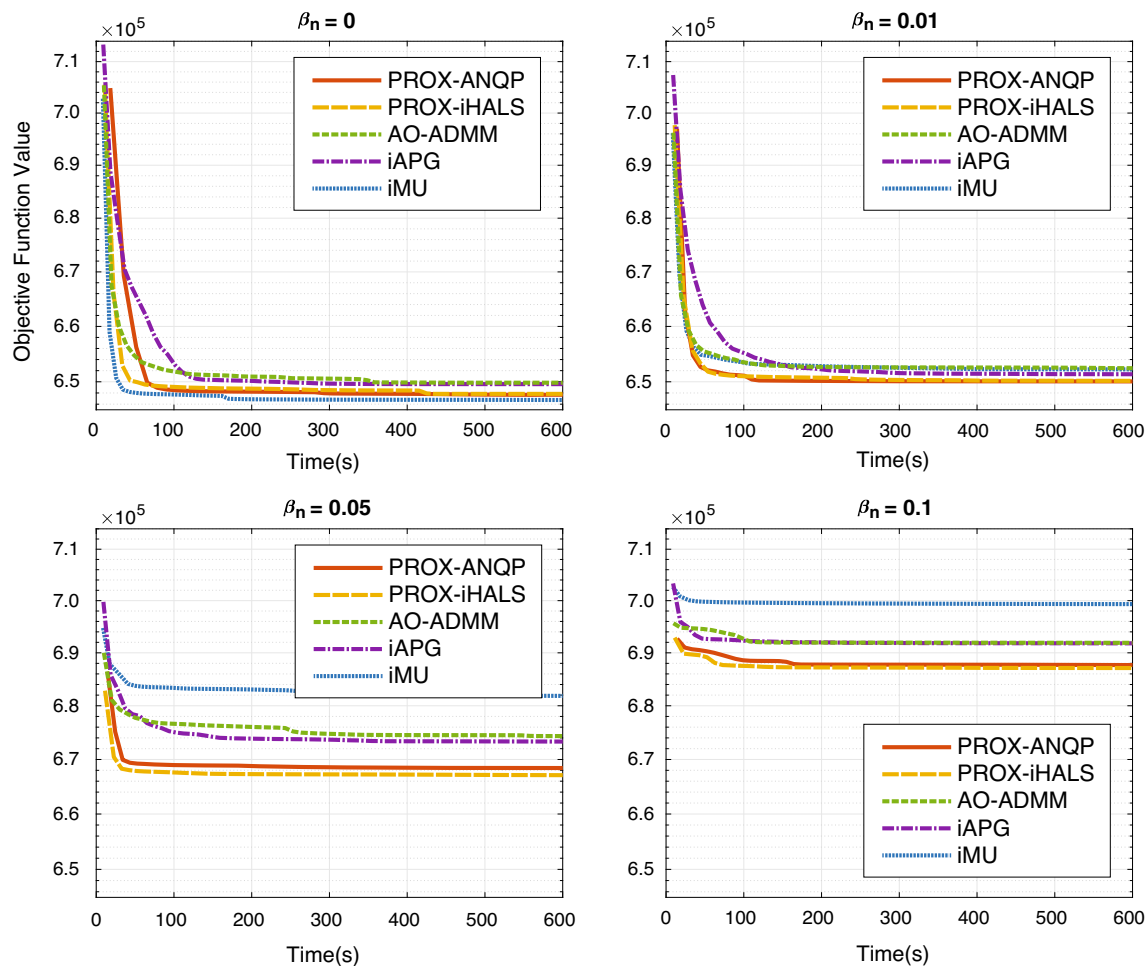 βn = 0
×10^5
7.1
7.0
6.9
6.8
6.7
6.6
6.5
Objective Function Value
PROX-ANQP
PROX-iHALS
AO-ADMM
iAPG
iMU
0 100 200 300 400 500 600
Time(s)
βn = 0.01
×10^5
7.1
7.0
6.9
6.8
6.7
6.6
6.5
PROX-ANQP
PROX-iHALS
AO-ADMM
iAPG
iMU
0 100 200 300 400 500 600
Time(s)
βn = 0.05
×10^5
7.1
7.0
6.9
6.8
6.7
6.6
6.5
PROX-ANQP
PROX-iHALS
AO-ADMM
iAPG
iMU
0 100 200 300 400 500 600
Time(s)
βn = 0.1
×10^5
7.1
7.0
6.9
6.8
6.7
6.6
6.5
PROX-ANQP
PROX-iHALS
AO-ADMM
iAPG
iMU
0 100 200 300 400 500 600
Time(s)